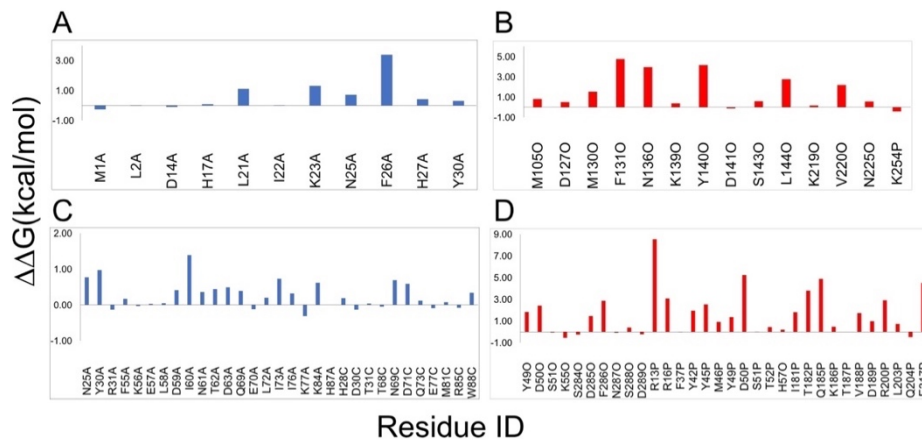 A
3.00
1.00
-1.00
M1A
L2A
D14A
H17A
L21A
I22A
K23A
N25A
F26A
H27A
Y30A
B
5.00
3.00
1.00
-1.00
M105O
D127O
M130O
F131O
N136O
K139O
Y140O
D141O
S143O
L144O
K219O
V220O
N225O
K254P
ΔΔG(kcal/mol)
C
2.00
1.00
0.00
-1.00
N25A
Y30A
R31A
F55A
K56A
E57A
L58A
D59A
I60A
N61A
T62A
D63A
Q69A
E70A
L72A
I73A
I76A
K77A
K84A
H87A
H28C
D30C
T31C
T68C
N69C
D71C
Q73C
E77C
M81C
R85C
W88C
D
9.00
7.00
5.00
3.00
1.00
-1.00
Y49O
D50O
S51O
K55O
S284O
D285O
F286O
N287O
S288O
D289O
R13P
R16P
F37P
Y42P
Y45P
M46P
Y49P
D50P
S51P
T52P
H57O
I181P
T182P
Q185P
K186P
T187P
V188P
D189P
R200P
L203P
Q204P
Residue ID